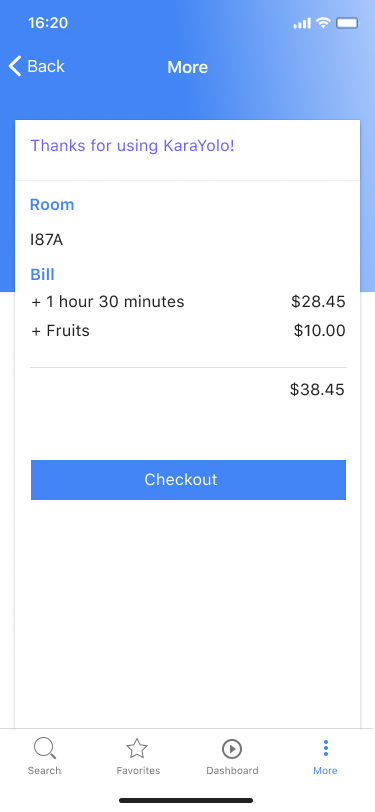 16:20
Back
More
Thanks for using KaraYolo!
Room
I87A
Bill
+ 1 hour 30 minutes $28.45
+ Fruits $10.00
$38.45
Checkout
Search Favorites Dashboard More